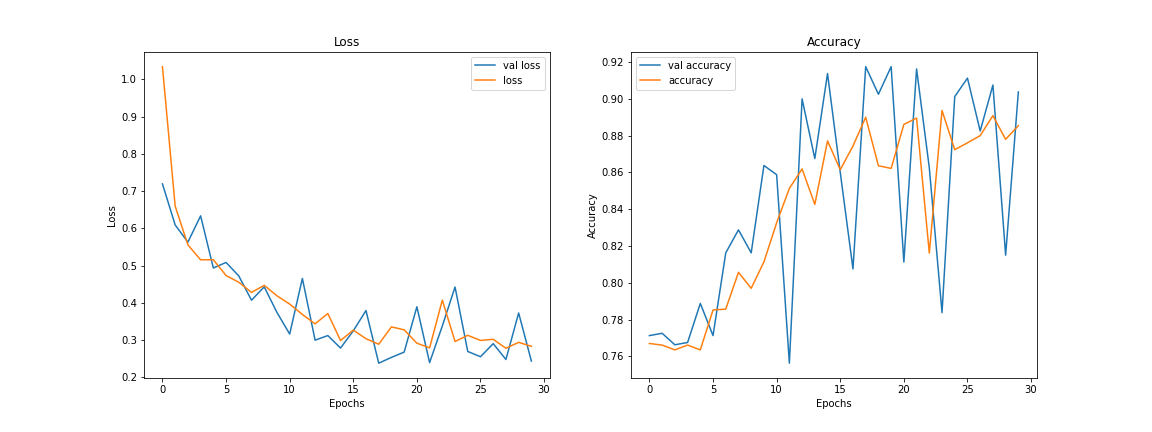 Loss
val loss
loss
1.0
0.9
0.8
0.7
0.6
0.5
0.4
0.3
0.2
Loss
0 5 10 15 20 25 30
Epochs
Accuracy
val accuracy
accuracy
0.92
0.90
0.88
0.86
0.84
0.82
0.80
0.78
0.76
Accuracy
0 5 10 15 20 25 30
Epochs